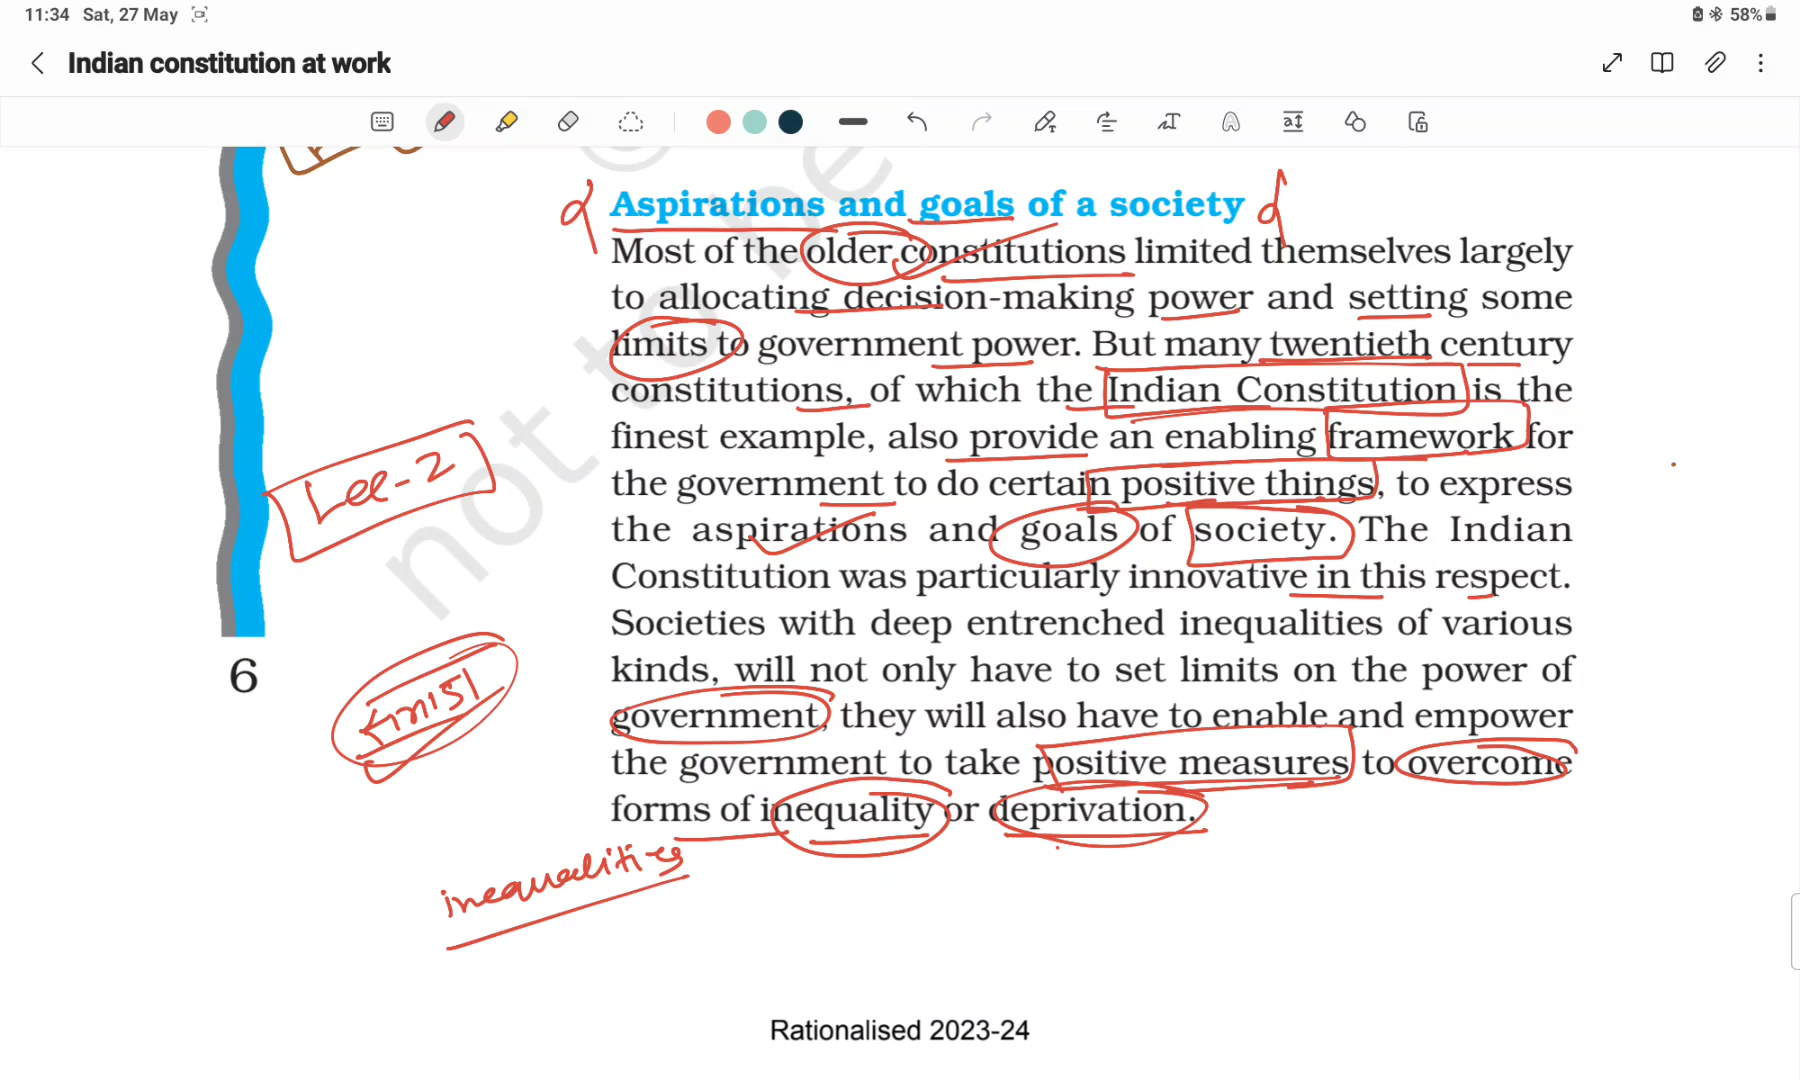 11:34 Sat, 27 May
58%
Indian constitution at work
Aspirations and goals of a society
Most of the older constitutions limited themselves largely
to allocating decision-making power and setting some
limits to government power. But many twentieth century
constitutions, of which the Indian Constitution is the
finest example, also provide an enabling framework for
the government to do certain positive things, to express
the aspirations and goals of society. The Indian
Constitution was particularly innovative in this respect.
Societies with deep entrenched inequalities of various
kinds, will not only have to set limits on the power of
government, they will also have to enable and empower
the government to take positive measures to overcome
forms of inequality or deprivation.
Lec-2
6
inequalities
not to be
Rationalised 2023-24